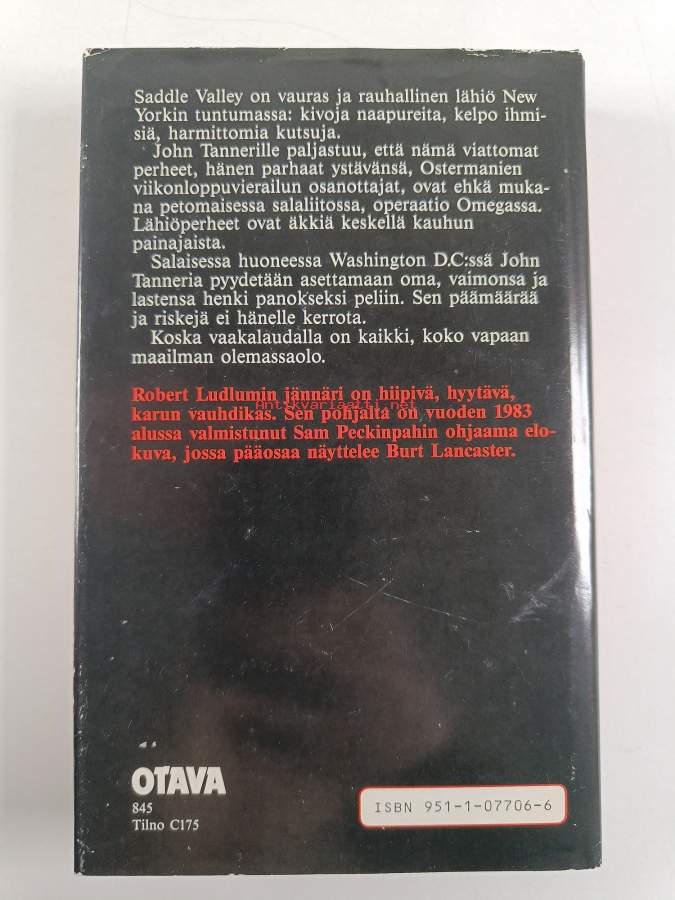 Saddle Valley on vauras ja rauhallinen lähiö New
Yorkin tuntumassa: kivoja naapureita, kelpo ihmi-
siä, harmittomia kutsuja.
John Tannerille paljastuu, että nämä viattomat
perheet, hänen parhaat ystävänsä, Ostermanien
viikonloppuvierailun osanottajat, ovat ehkä muka-
na petomaisessa salaliitossa, operaatio Omegassa.
Lähiöperheet ovat äkkiä keskellä kauhun
painajaista.
Salaisessa huoneessa Washington D.C:ssä John
Tanneria pyydetään asettamaan oma, vaimonsa ja
lastensa henki panokseksi peliin. Sen päämäärää
ja riskejä ei hänelle kerrota.
Koska vaakalaudalla on kaikki, koko vapaan
maailman olemassaolo.
Robert Ludlumin jännäri on hiipivä, hyytävä,
Antikvariaatti.net
karun vauhdikas. Sen pohjalta on vuoden 1983
alussa valmistunut Sam Peckinpahin ohjaama elo-
kuva, jossa pääosaa näyttelee Burt Lancaster.
OTAVA
845
Tilno C175
ISBN 951-1-07706-6